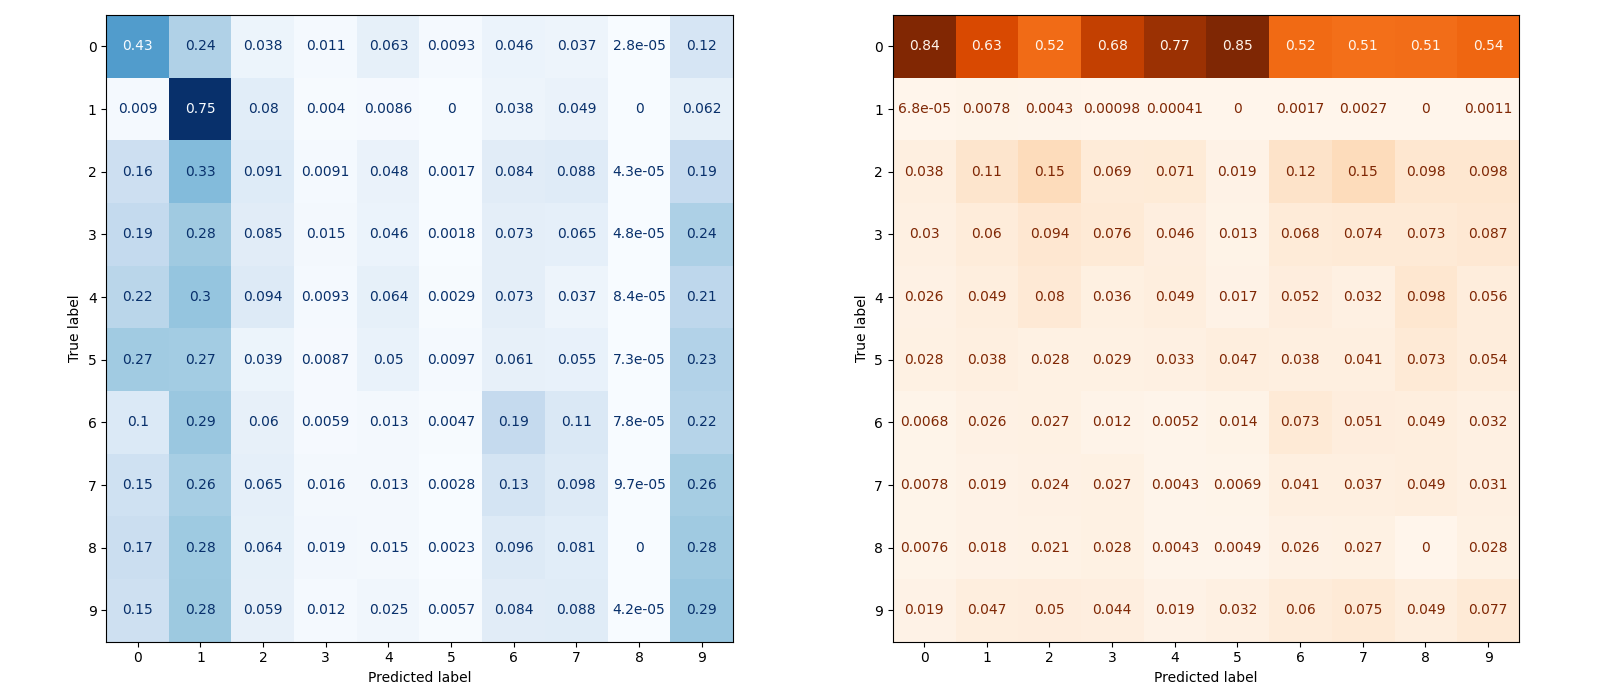 0 0.43 0.24 0.038 0.011 0.063 0.0093 0.046 0.037 2.8e-05 0.12
1 0.009 0.75 0.08 0.004 0.0086 0 0.038 0.049 0 0.062
2 0.16 0.33 0.091 0.0091 0.048 0.0017 0.084 0.088 4.3e-05 0.19
3 0.19 0.28 0.085 0.015 0.046 0.0018 0.073 0.065 4.8e-05 0.24
4 0.22 0.3 0.094 0.0093 0.064 0.0029 0.073 0.037 8.4e-05 0.21
5 0.27 0.27 0.039 0.0087 0.05 0.0097 0.061 0.055 7.3e-05 0.23
6 0.1 0.29 0.06 0.0059 0.013 0.0047 0.19 0.11 7.8e-05 0.22
7 0.15 0.26 0.065 0.016 0.013 0.0028 0.13 0.098 9.7e-05 0.26
8 0.17 0.28 0.064 0.019 0.015 0.0023 0.096 0.081 0 0.28
9 0.15 0.28 0.059 0.012 0.025 0.0057 0.084 0.088 4.2e-05 0.29
0 1 2 3 4 5 6 7 8 9
True label
Predicted label
0 0.84 0.63 0.52 0.68 0.77 0.85 0.52 0.51 0.51 0.54
1 6.8e-05 0.0078 0.0043 0.00098 0.00041 0 0.0017 0.0027 0 0.0011
2 0.038 0.11 0.15 0.069 0.071 0.019 0.12 0.15 0.098 0.098
3 0.03 0.06 0.094 0.076 0.046 0.013 0.068 0.074 0.073 0.087
4 0.026 0.049 0.08 0.036 0.049 0.017 0.052 0.032 0.098 0.056
5 0.028 0.038 0.028 0.029 0.033 0.047 0.038 0.041 0.073 0.054
6 0.0068 0.026 0.027 0.012 0.0052 0.014 0.073 0.051 0.049 0.032
7 0.0078 0.019 0.024 0.027 0.0043 0.0069 0.041 0.037 0.049 0.031
8 0.0076 0.018 0.021 0.028 0.0043 0.0049 0.026 0.027 0 0.028
9 0.019 0.047 0.05 0.044 0.019 0.032 0.06 0.075 0.049 0.077
0 1 2 3 4 5 6 7 8 9
True label
Predicted label